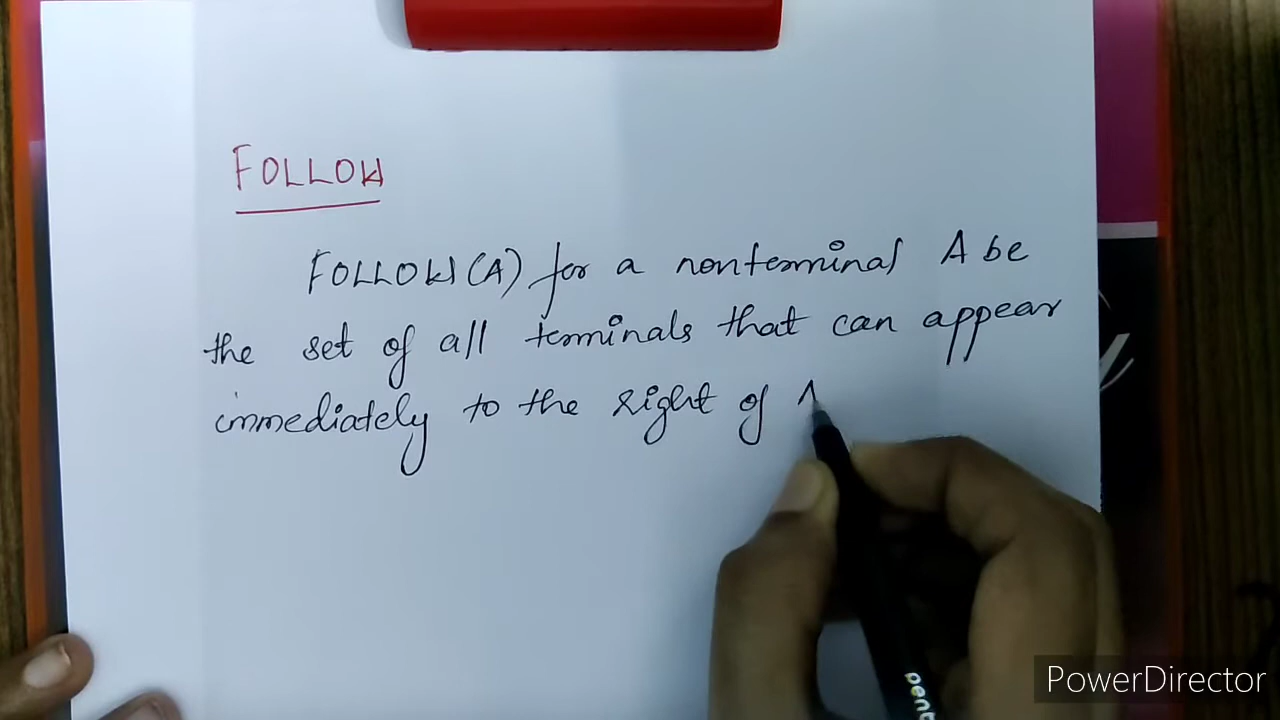 FOLLOW
FOLLOW(A) for a nonterminal A be
the set of all terminals that can appear
immediately to the right of A
pent
PowerDirector